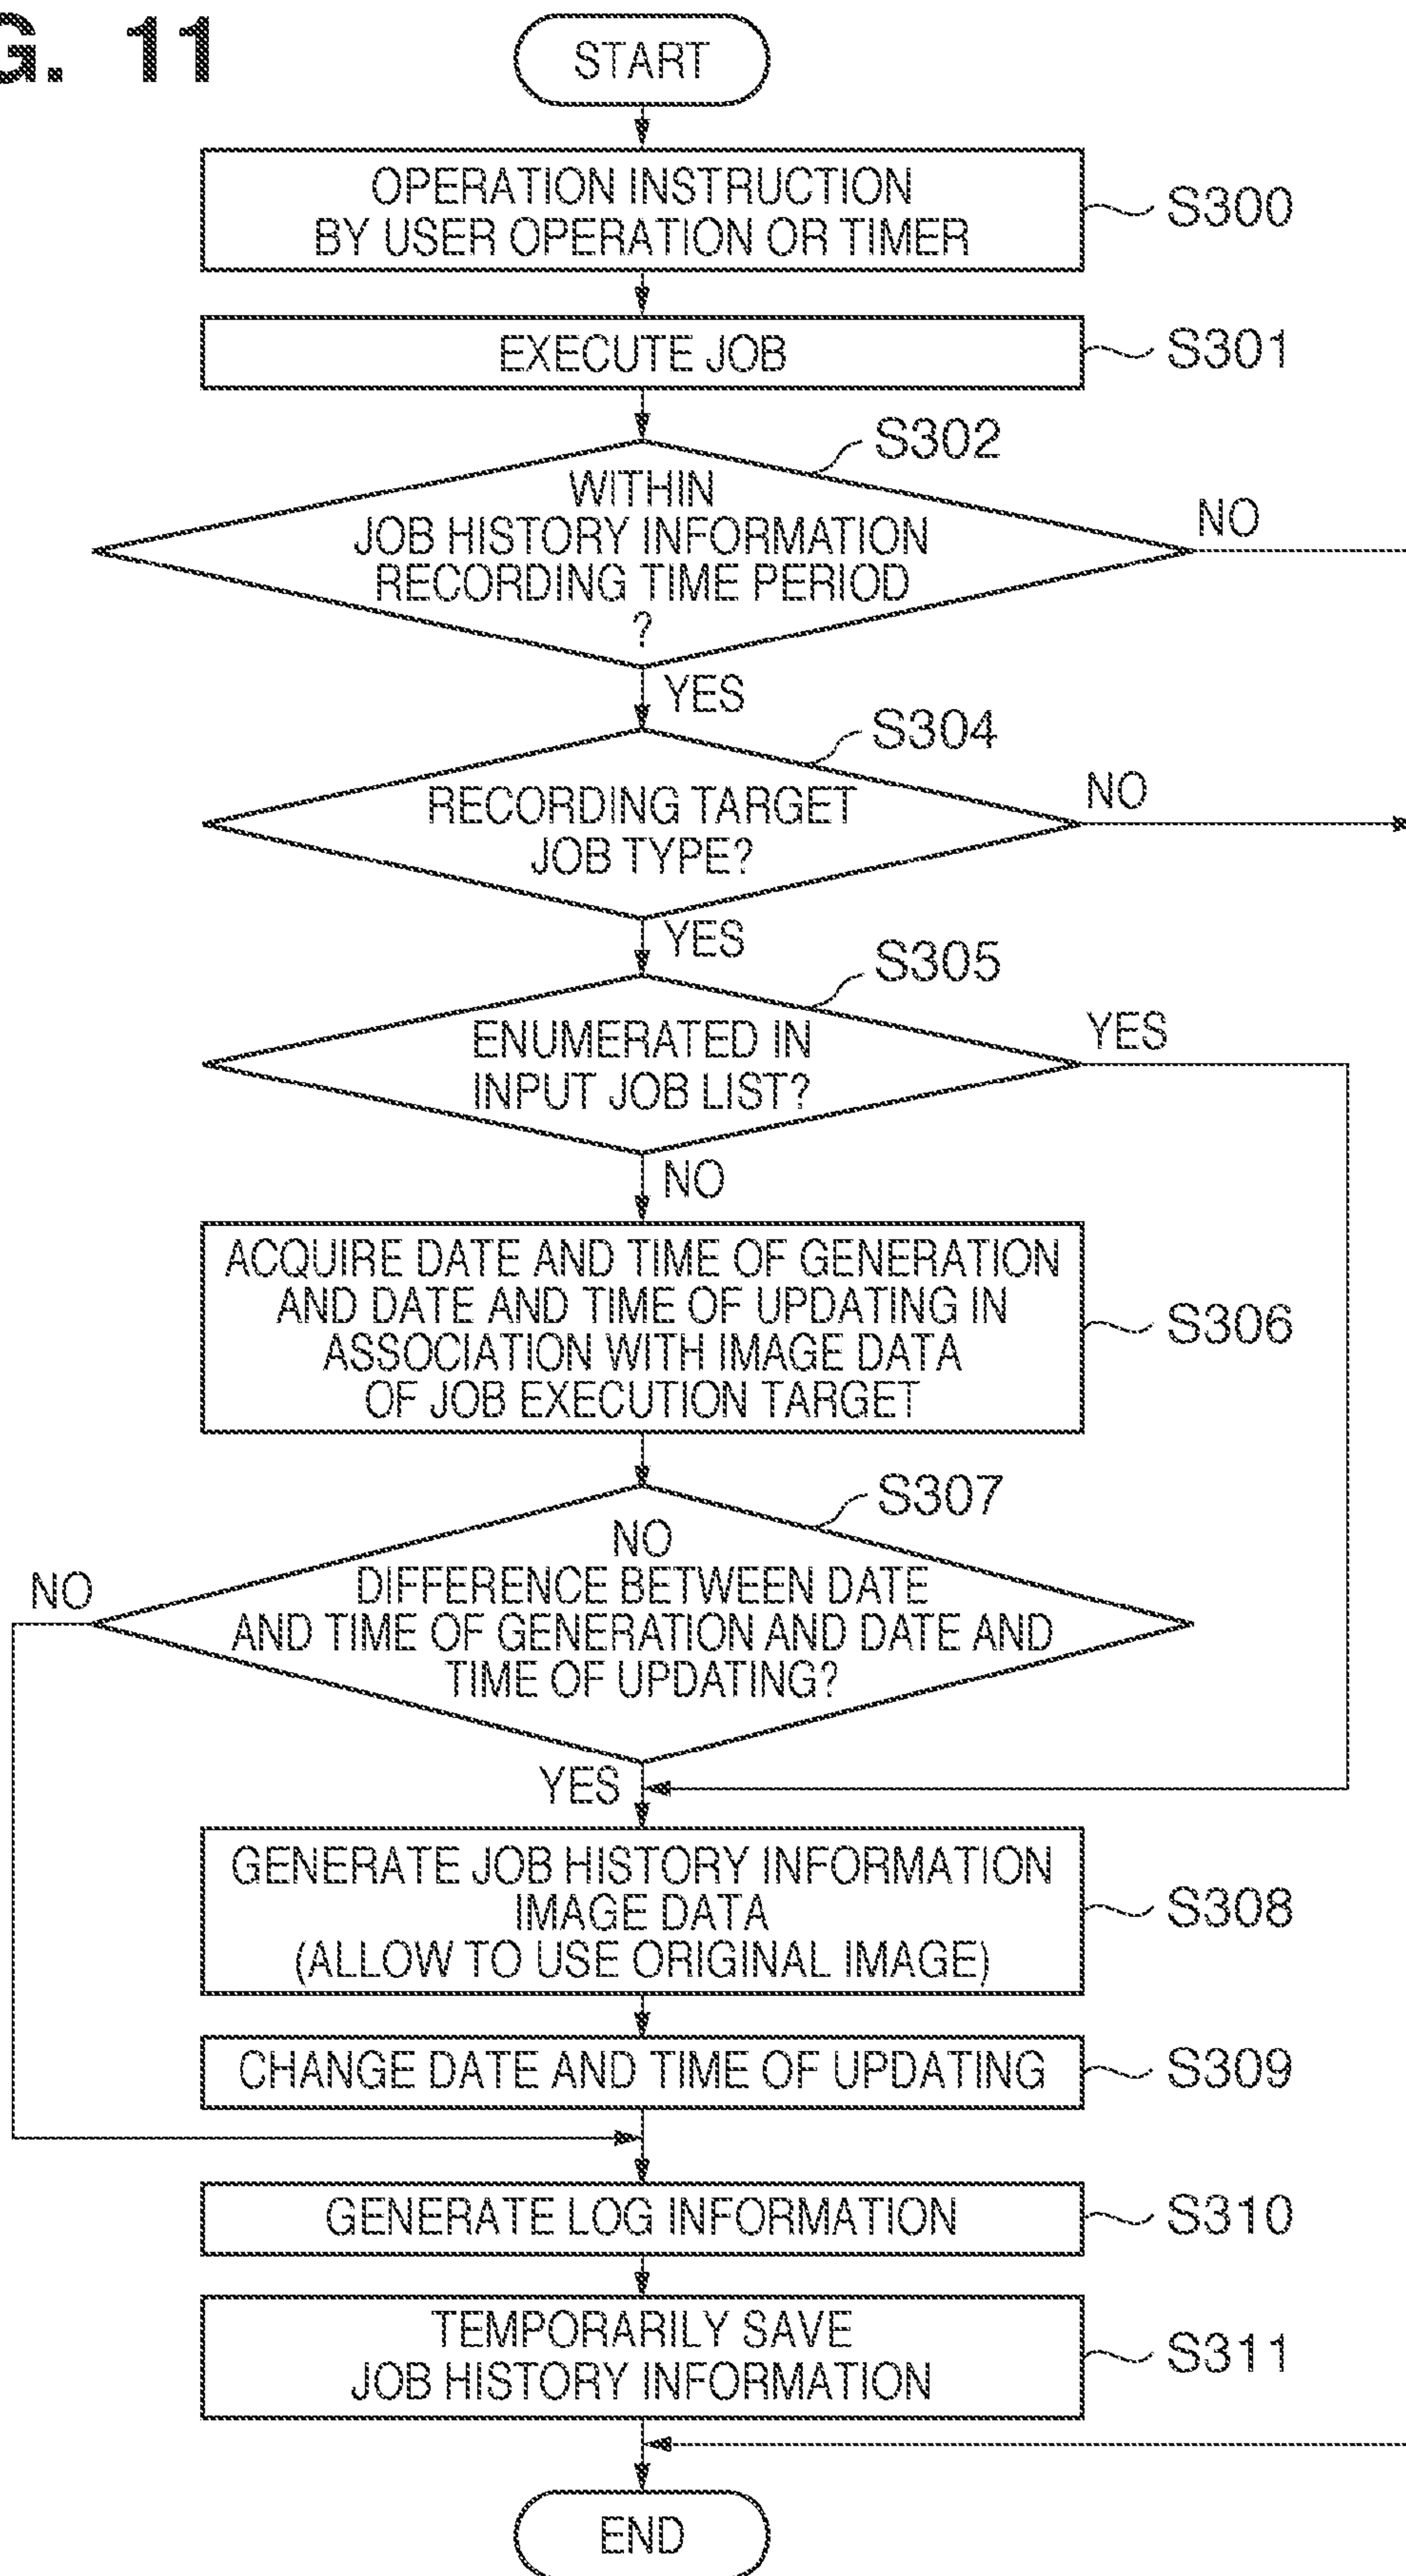 G. 11
START
OPERATION INSTRUCTION
BY USER OPERATION OR TIMER
S300
EXECUTE JOB
S301
S302
WITHIN
JOB HISTORY INFORMATION
RECORDING TIME PERIOD
?
NO
YES
S304
RECORDING TARGET
JOB TYPE?
NO
YES
S305
ENUMERATED IN
INPUT JOB LIST?
YES
NO
ACQUIRE DATE AND TIME OF GENERATION
AND DATE AND TIME OF UPDATING IN
ASSOCIATION WITH IMAGE DATA
OF JOB EXECUTION TARGET
S306
S307
NO
DIFFERENCE BETWEEN DATE
AND TIME OF GENERATION AND DATE AND
TIME OF UPDATING?
NO
YES
GENERATE JOB HISTORY INFORMATION
IMAGE DATA
(ALLOW TO USE ORIGINAL IMAGE)
S308
CHANGE DATE AND TIME OF UPDATING
S309
GENERATE LOG INFORMATION
S310
TEMPORARILY SAVE
JOB HISTORY INFORMATION
S311
END